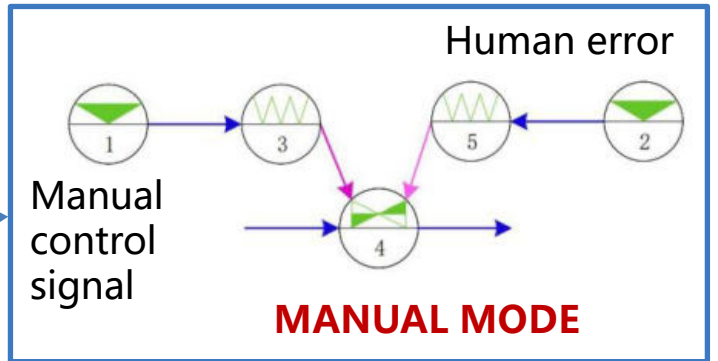 Human error
1
3
5
2
Manual
control
signal
4
MANUAL MODE